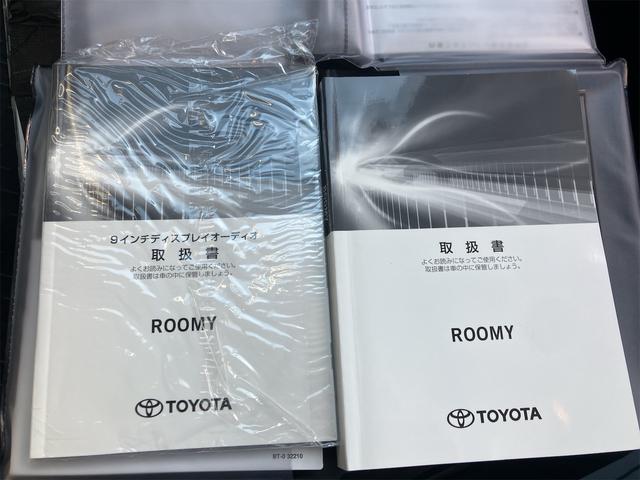 9インチディスプレイオーディオ
取扱書
よくお読みになってご使用ください。
取扱書は車の中に保管しましょう。
ROOMY
TOYOTA
BT-0 32210
取扱書
よくお読みになってご使用ください。
取扱書は車の中に保管しましょう。
ROOMY
TOYOTA